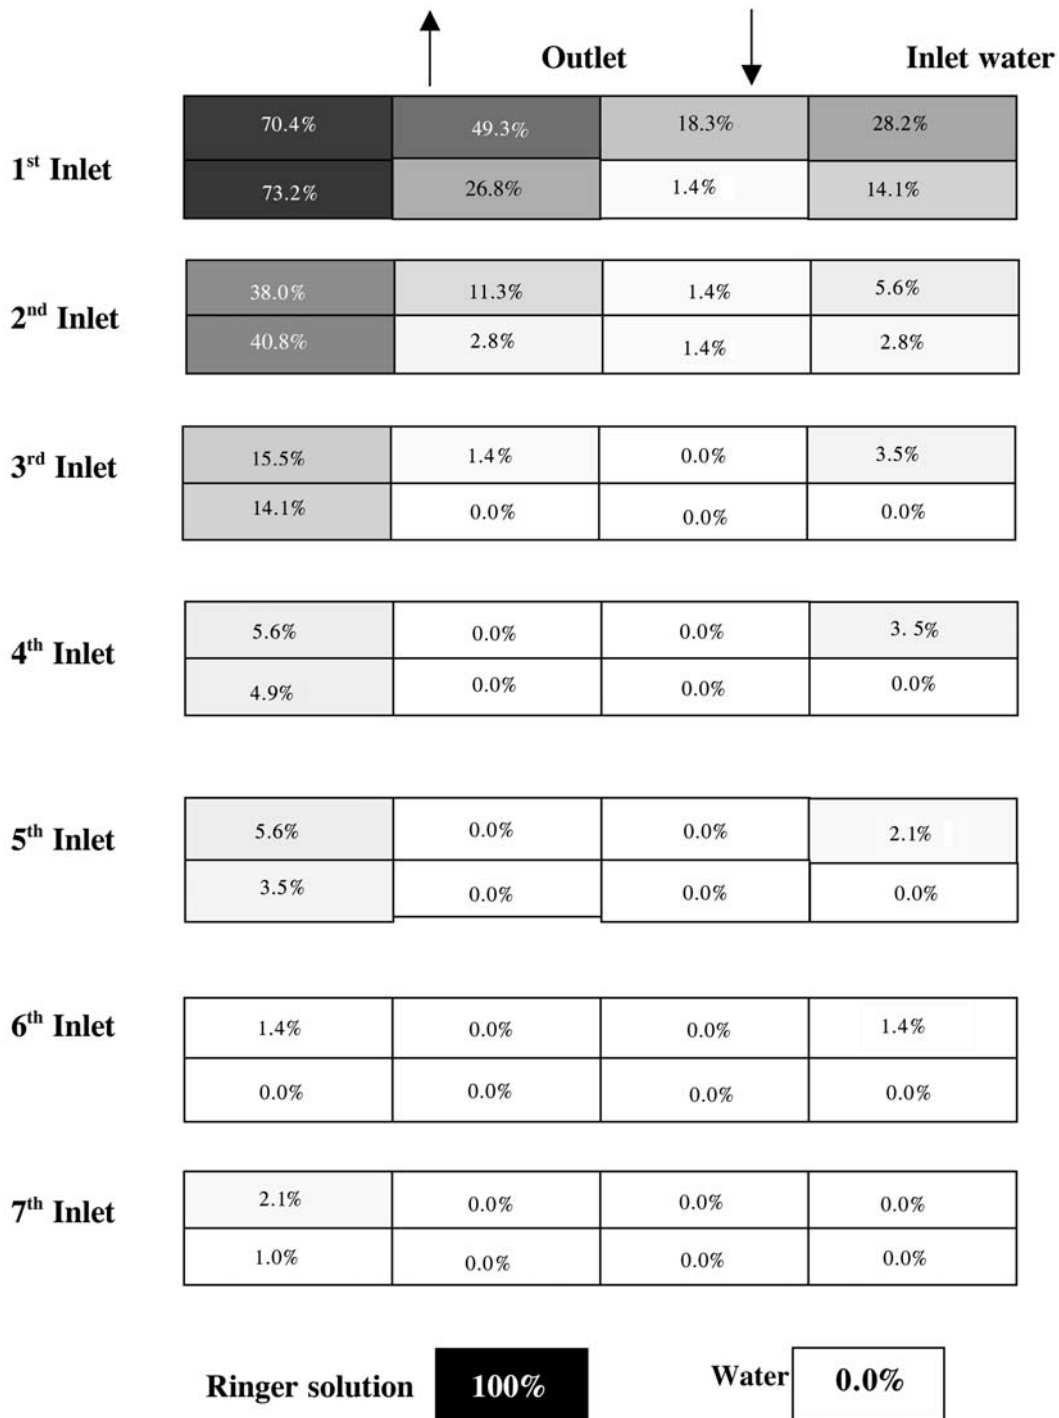 Outlet Inlet water
70.4% 49.3% 18.3% 28.2%
1st Inlet
73.2% 26.8% 1.4% 14.1%
38.0% 11.3% 1.4% 5.6%
2nd Inlet
40.8% 2.8% 1.4% 2.8%
15.5% 1.4% 0.0% 3.5%
3rd Inlet
14.1% 0.0% 0.0% 0.0%
5.6% 0.0% 0.0% 3. 5%
4th Inlet
4.9% 0.0% 0.0% 0.0%
5.6% 0.0% 0.0% 2.1%
5th Inlet
3.5% 0.0% 0.0% 0.0%
1.4% 0.0% 0.0% 1.4%
6th Inlet
0.0% 0.0% 0.0% 0.0%
2.1% 0.0% 0.0% 0.0%
7th Inlet
1.0% 0.0% 0.0% 0.0%
Ringer solution 100% Water 0.0%